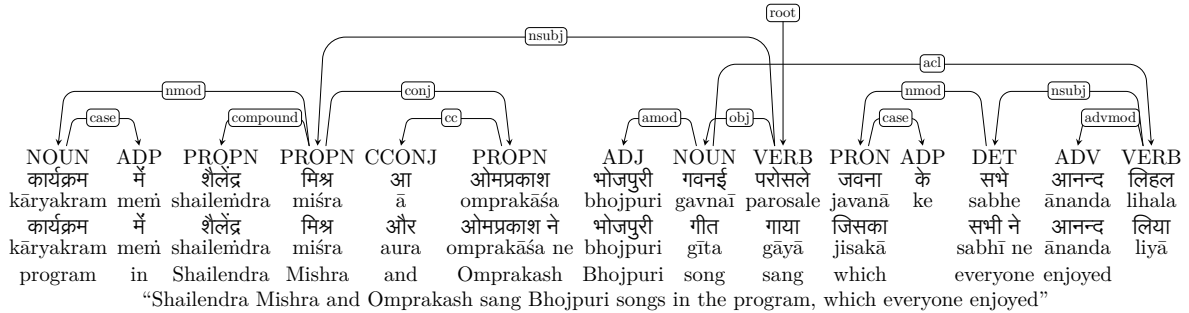 root
nsubj
acl
nmod conj nmod nsubj
case compound cc amod obj case advmod
NOUN ADP PROPN PROPN CCONJ PROPN ADJ NOUN VERB PRON ADP DET ADV VERB
कार्यक्रम में शैलेंद्र मिश्र आ ओमप्रकाश भोजपुरी गवनई परोसले जवना के सभे आनन्द लिहल
kāryakram meṁ shaileṁdra miśra ā omprakāśa bhojpuri gavnaī parosale javanā ke sabhe ānanda lihala
कार्यक्रम में शैलेंद्र मिश्र और ओमप्रकाश ने भोजपुरी गीत गाया जिसका सभी ने आनन्द लिया
kāryakram meṁ shaileṁdra miśra aura omprakāśa ne bhojpuri gīta gāyā jisakā sabhī ne ānanda liyā
program in Shailendra Mishra and Omprakash Bhojpuri song sang which everyone enjoyed
“Shailendra Mishra and Omprakash sang Bhojpuri songs in the program, which everyone enjoyed”